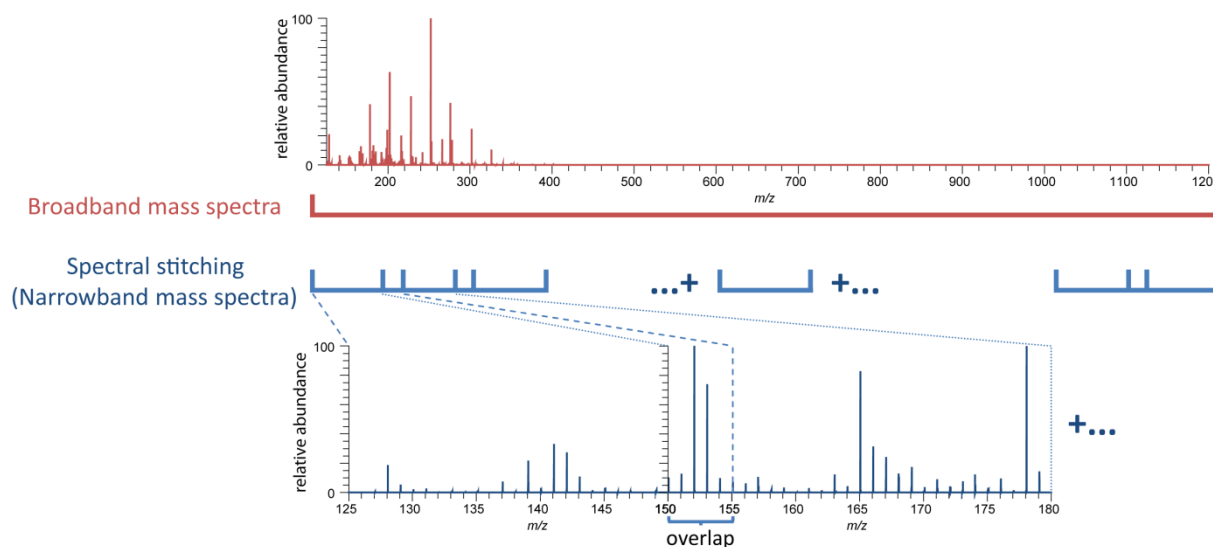 100
relative abundance
0
200 300 400 500 600 700 800 900 1000 1100 1200
m/z
Broadband mass spectra
Spectral stitching
(Narrowband mass spectra)
...+
+...
100
relative abundance
0
125 130 135 140 145 150 155 160 165 170 175 180
m/z m/z
overlap
+...